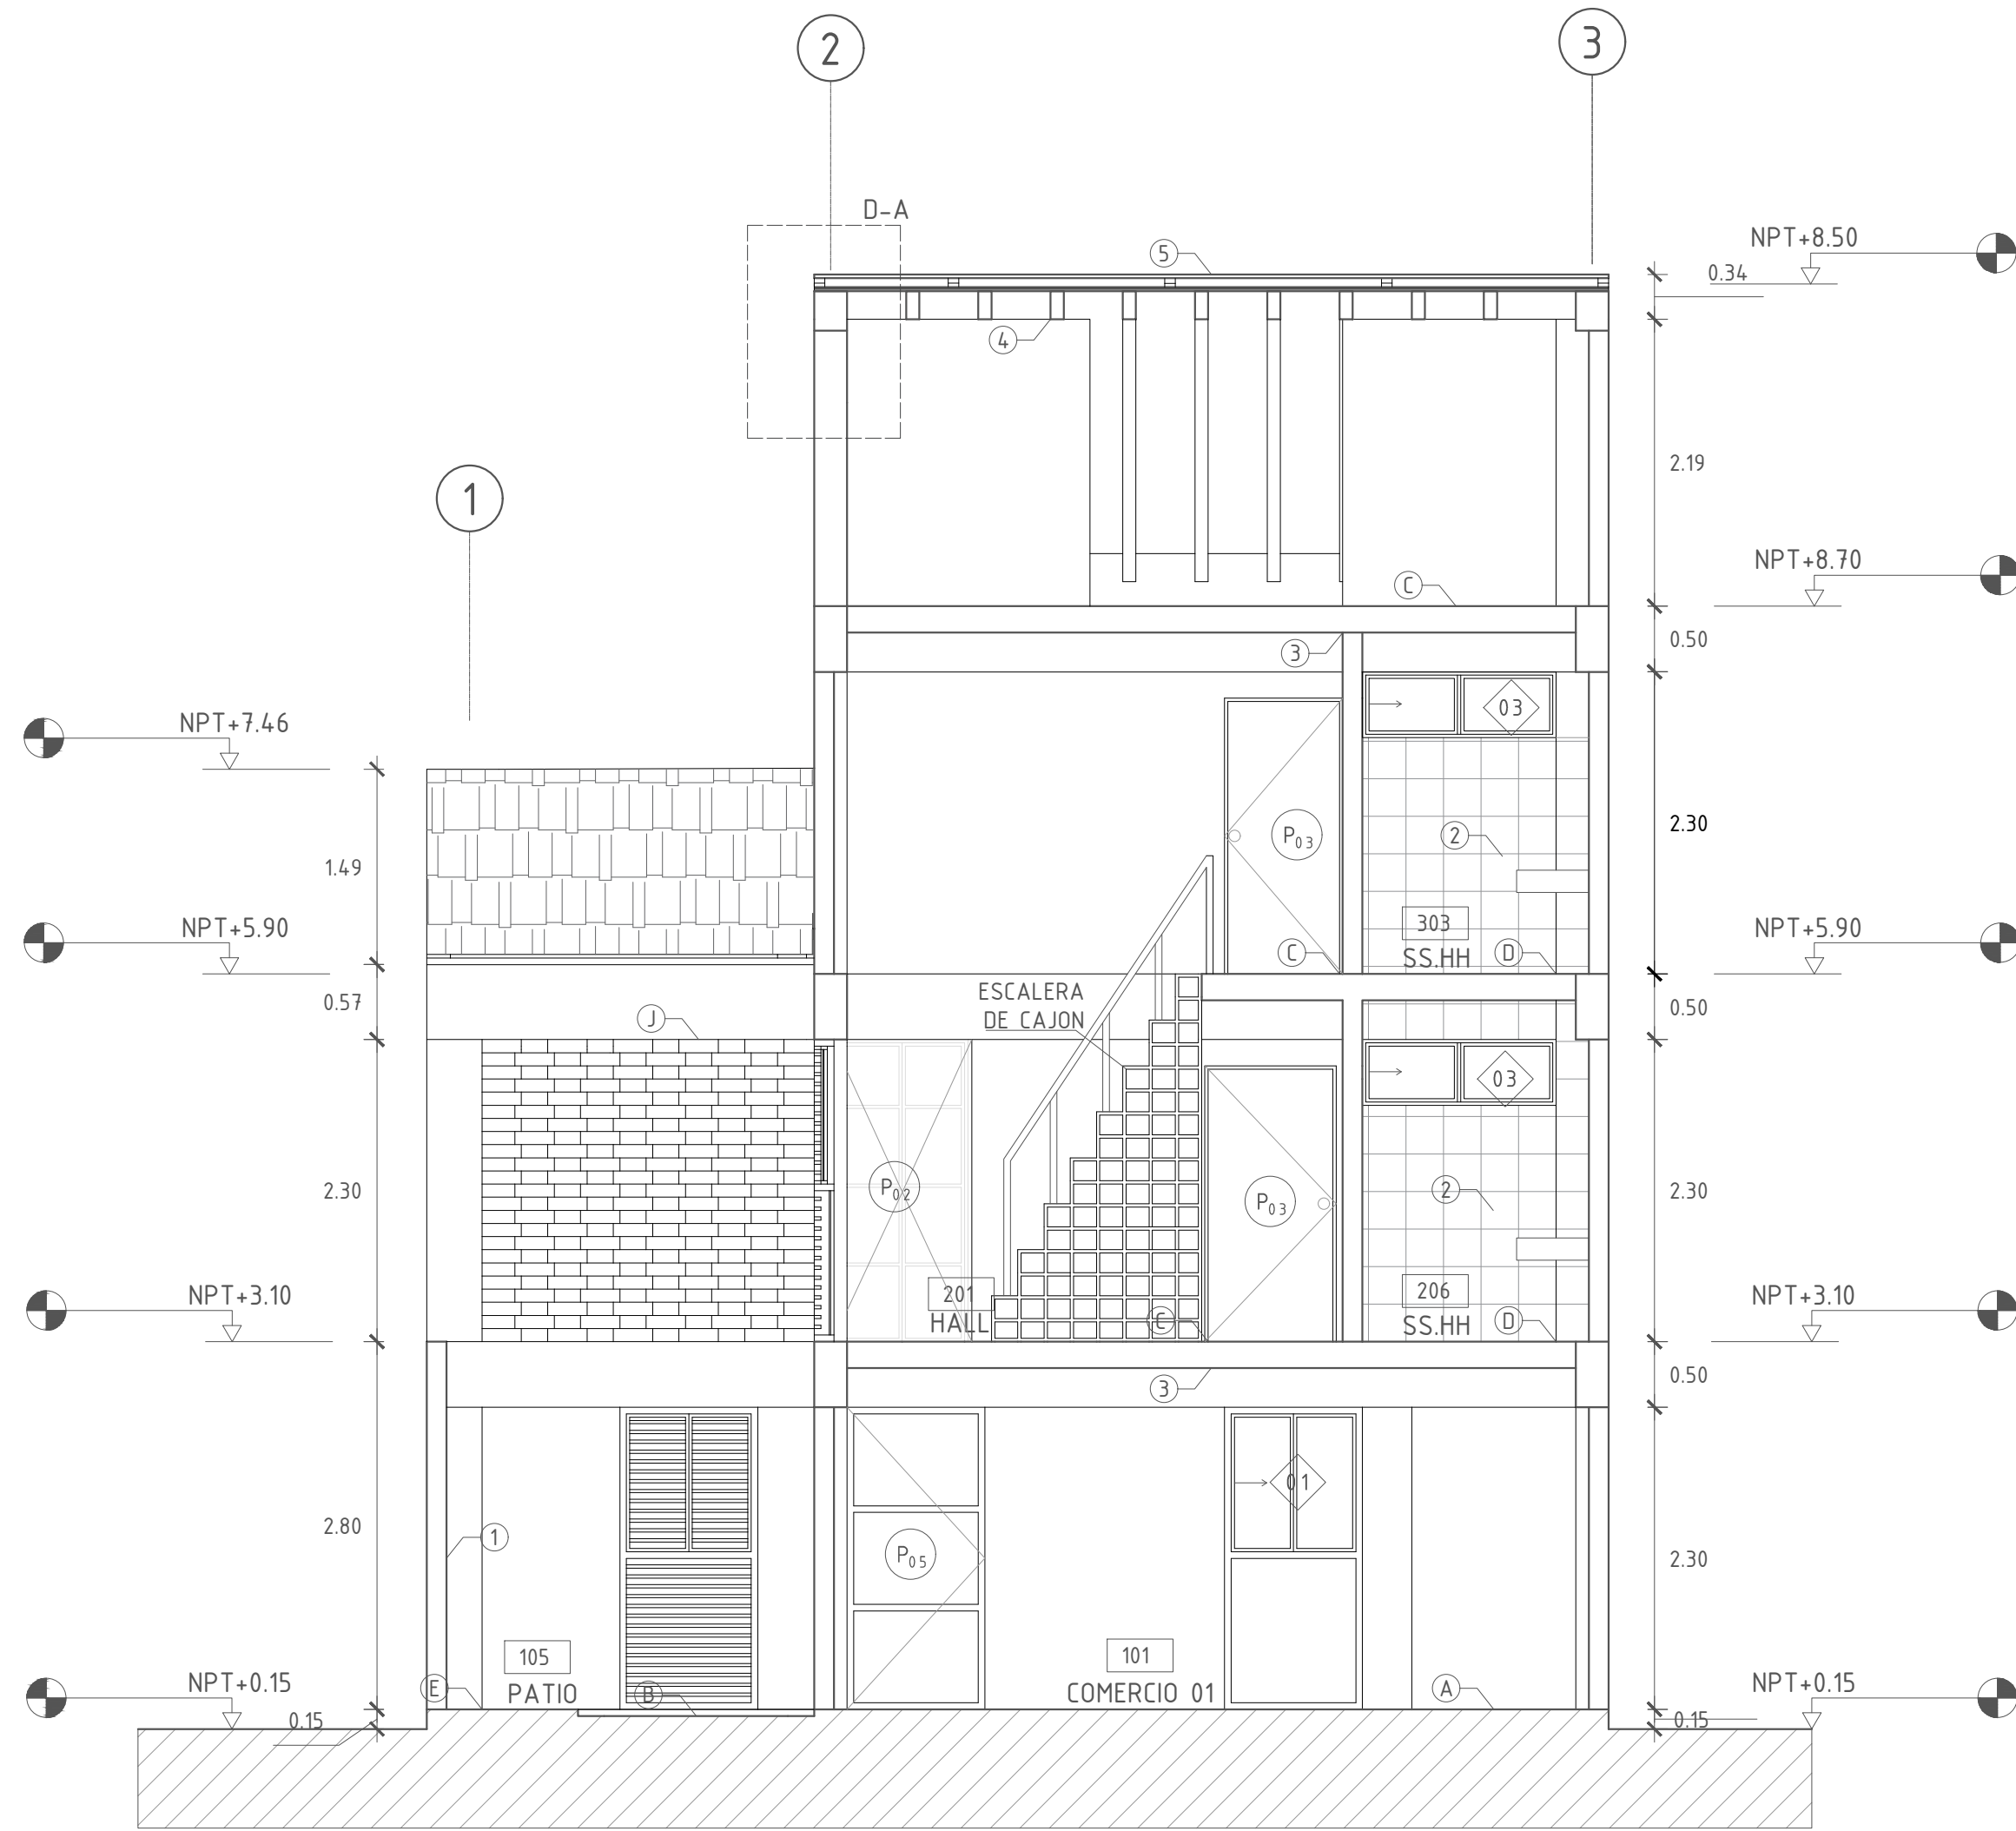 2
3
D-A
5
NPT+8.50
0.34
4
2.19
1
NPT+8.70
C
0.50
3
NPT+7.46
03
2.30
P03
2
1.49
303
NPT+5.90
NPT+5.90
C
D
SS.HH
ESCALERA
DE CAJON
0.57
J
0.50
03
P02
P03
2
2.30
2.30
NPT+3.10
201
HALL
C
206
SS.HH
D
NPT+3.10
3
0.50
01
1
P05
2.80
2.30
105
PATIO
101
COMERCIO 01
E
B
A
NPT+0.15
NPT+0.15
0.15
0.15